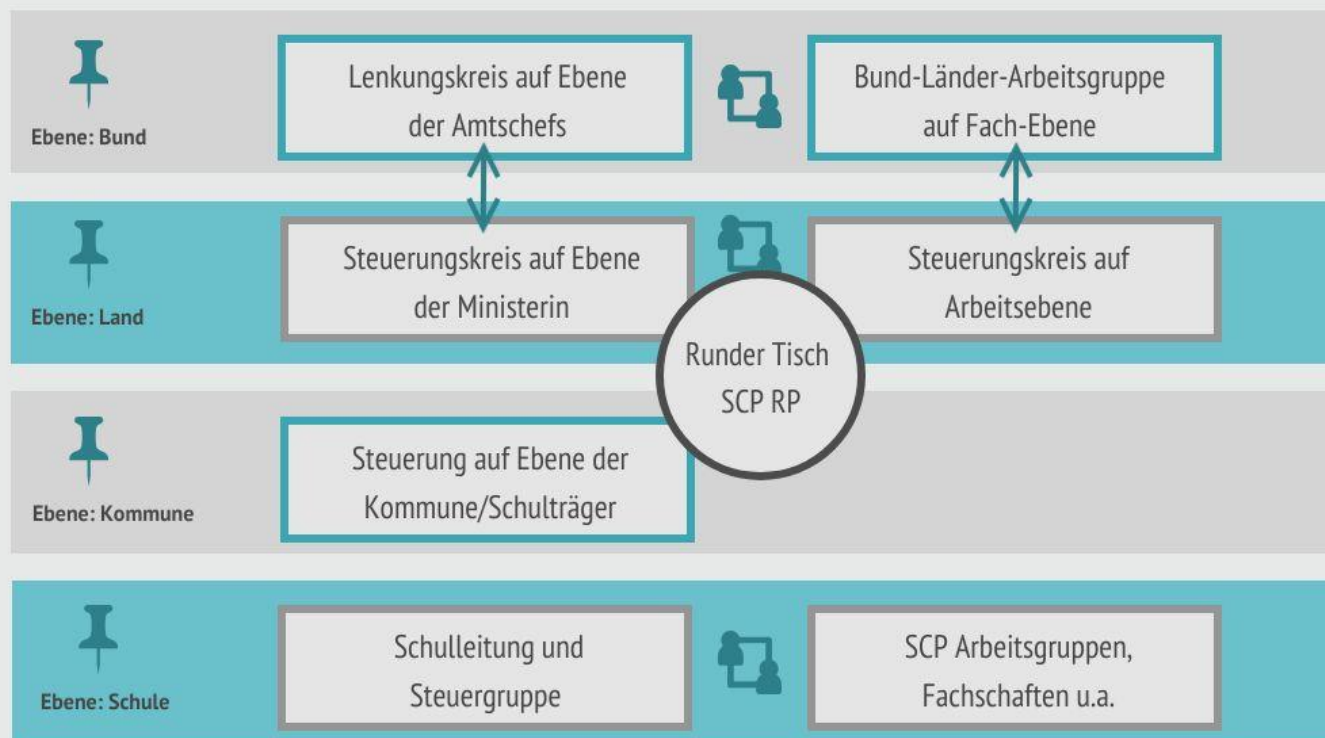 Lenkungskreis auf Ebene
der Amtschefs
Bund-Länder-Arbeitsgruppe
auf Fach-Ebene
Ebene: Bund
Steuerungskreis auf Ebene
der Ministerin
Steuerungskreis auf
Arbeitsebene
Ebene: Land
Runder Tisch
SCP RP
Steuerung auf Ebene der
Kommune/Schulträger
Ebene: Kommune
Schulleitung und
Steuergruppe
SCP Arbeitsgruppen,
Fachschaften u.a.
Ebene: Schule